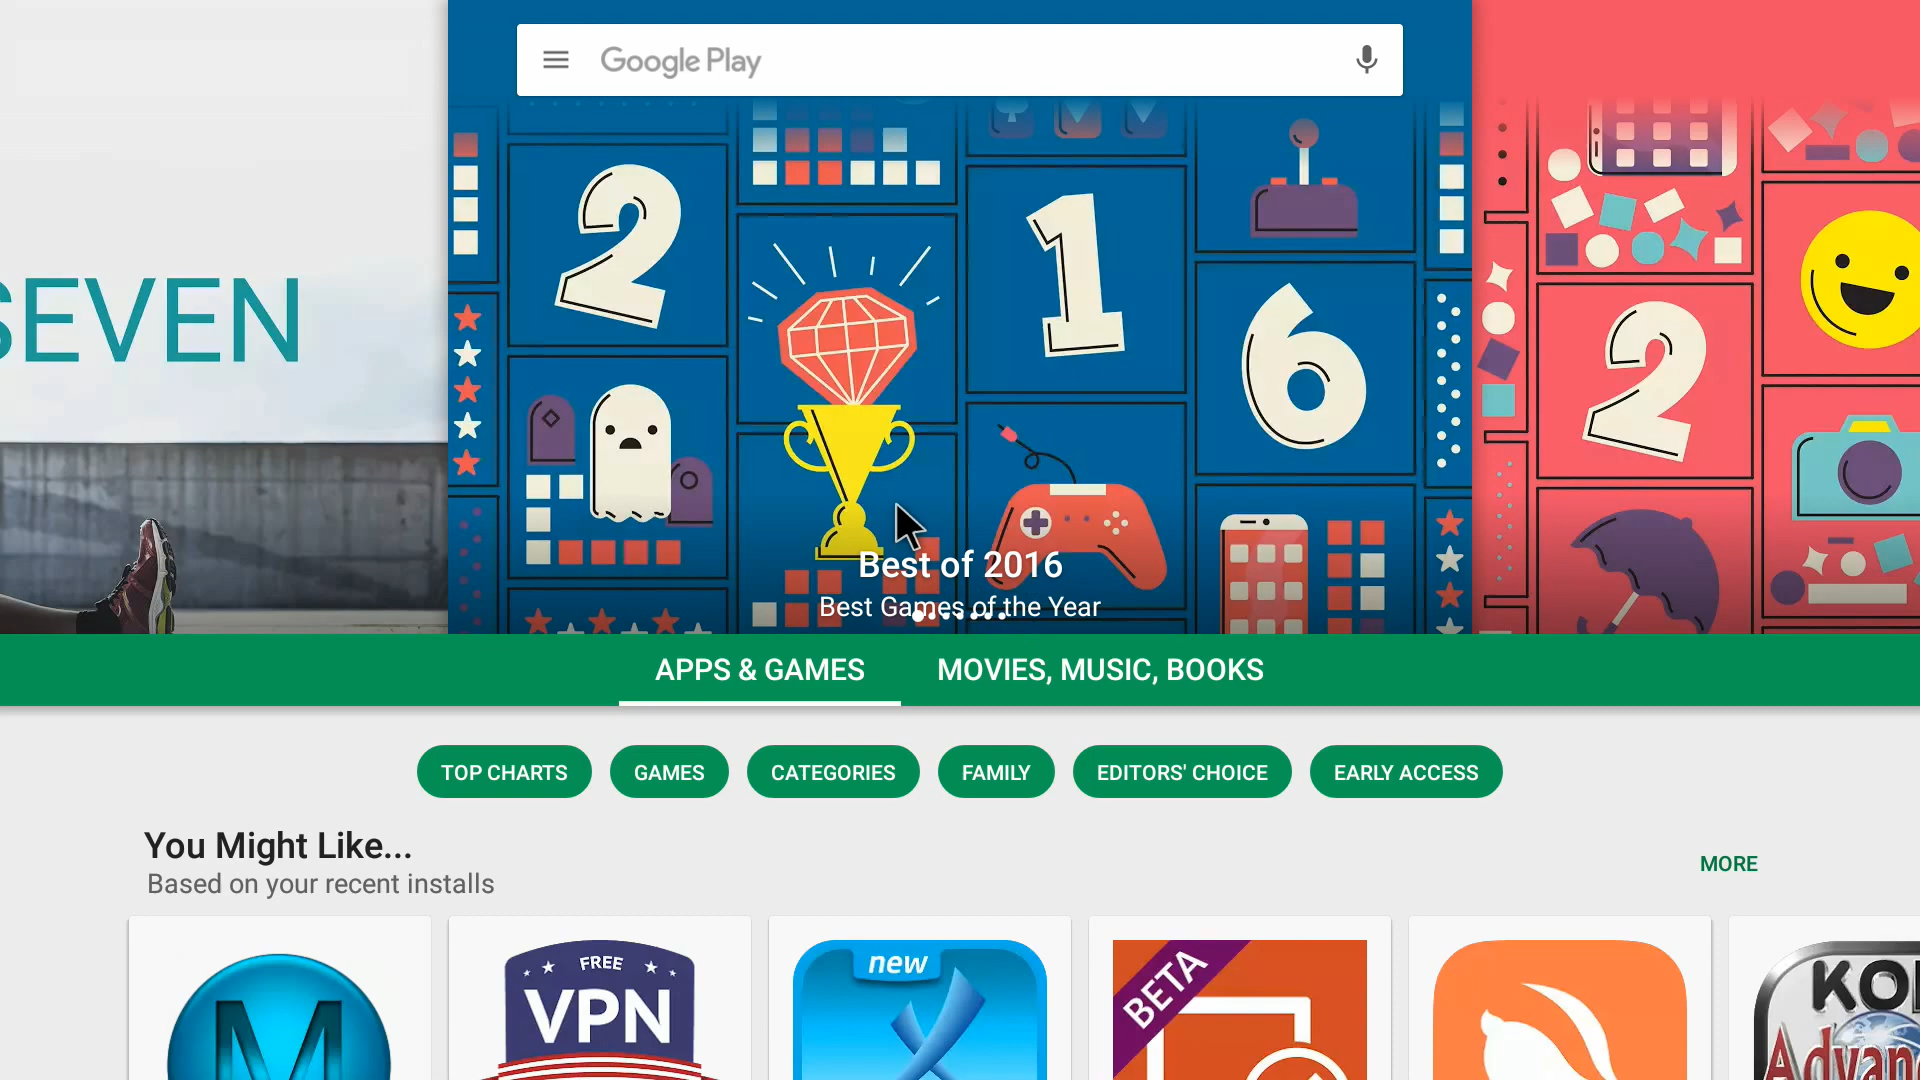 Google Play
SEVEN
2
1
6
2
Best of 2016
Best Games of the Year
APPS & GAMES
MOVIES, MUSIC, BOOKS
TOP CHARTS
GAMES
CATEGORIES
FAMILY
EDITORS' CHOICE
EARLY ACCESS
You Might Like...
Based on your recent installs
MORE
M
FREE
VPN
new
BETA